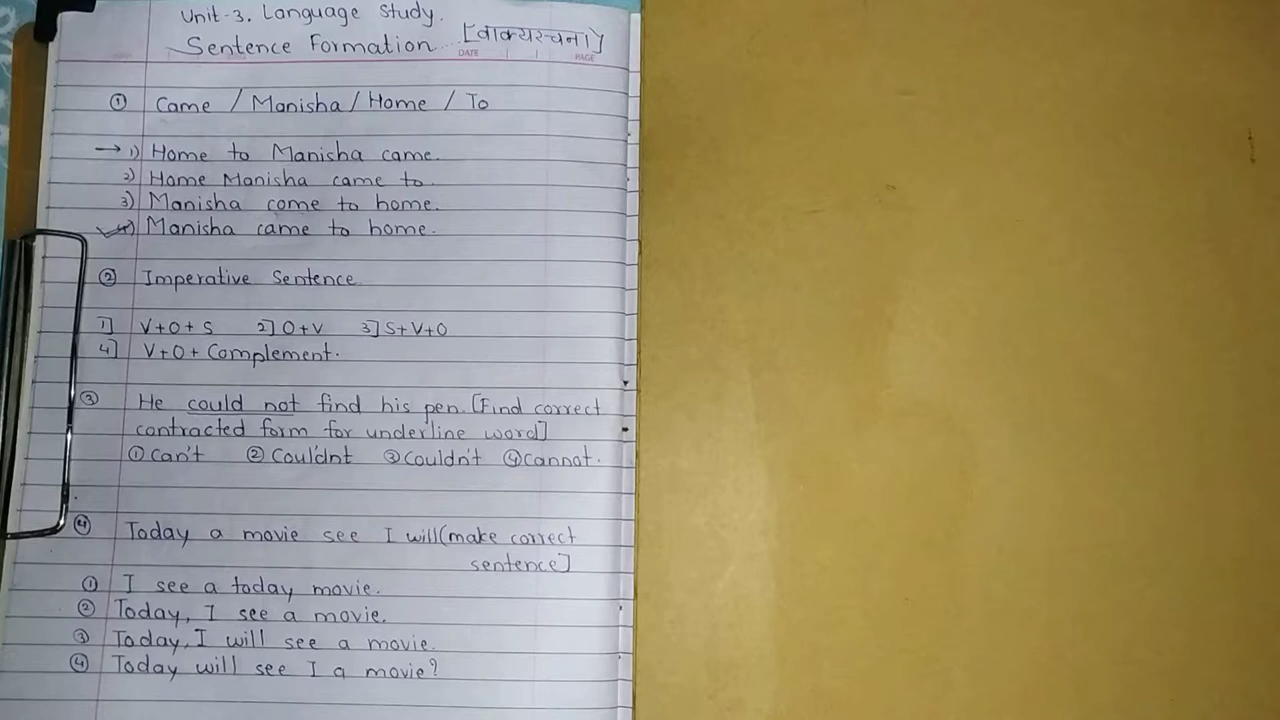 Unit-3. Language study.
Sentence Formation [वाक्यरचना]
DATE PAGE
① Came / Manisha / Home / To
→ 1) Home to Manisha came.
2) Home Manisha came to.
3) Manisha come to home.
4) Manisha came to home.
② Imperative Sentence
1] V+O+S 2] O+V 3] S+V+O
4] V+O+Complement.
③ He could not find his pen. [Find correct
contracted form for underline word]
① Can't ② Could'nt ③ Couldn't ④ Cannot.
④ Today a movie see I will (make correct
sentence]
① I see a today movie.
② Today, I see a movie.
③ Today, I will see a movie.
④ Today will see I a movie?